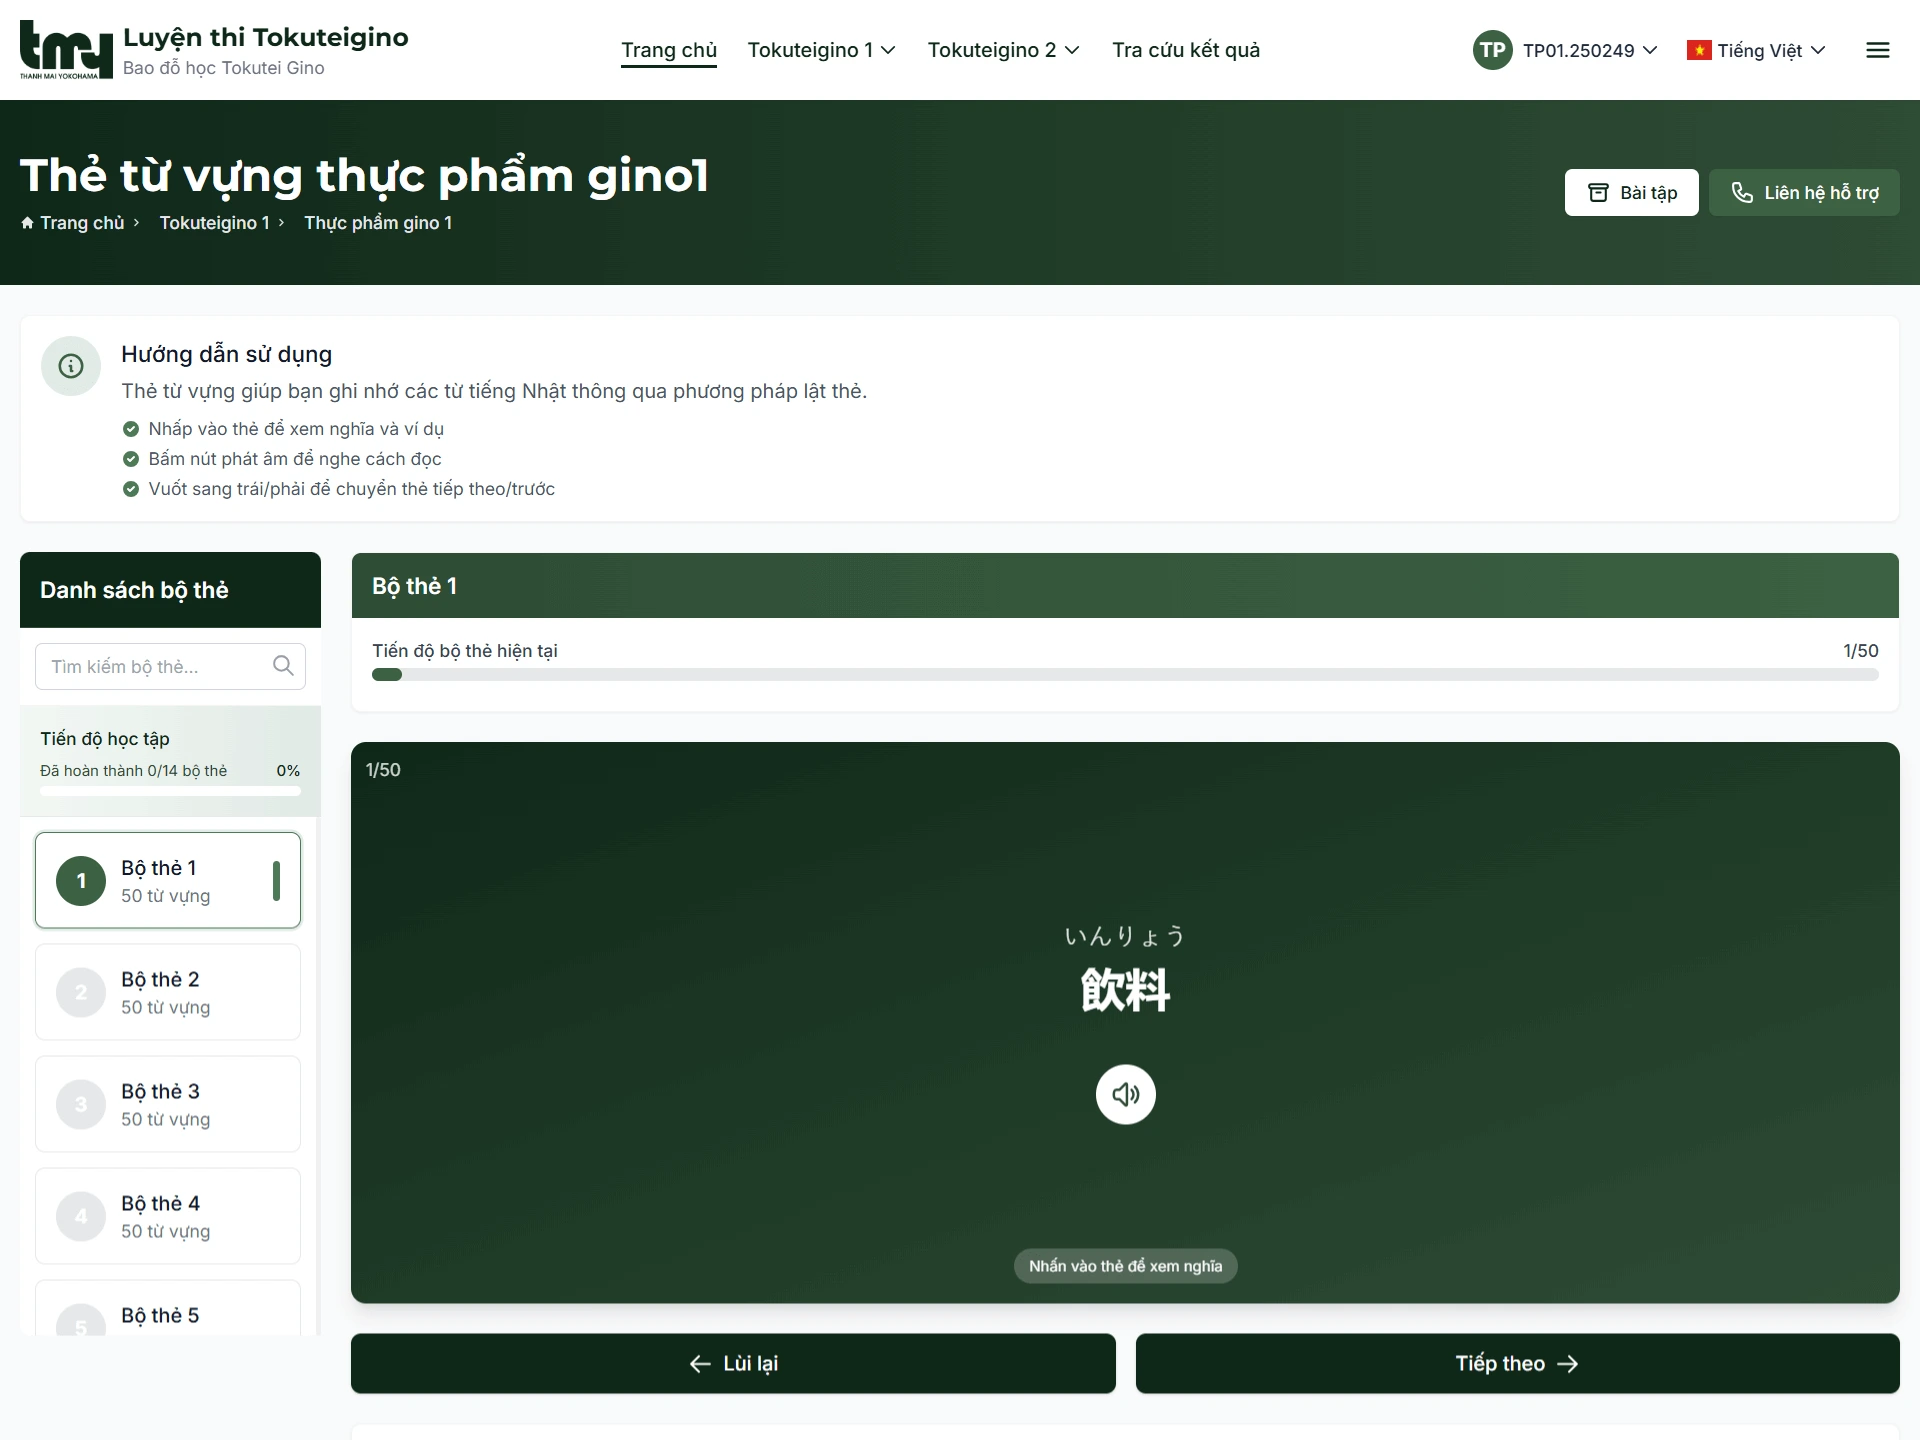 tmy
THANH MAI YOKOHAMA
Luyện thi Tokuteigino
Bao đỗ học Tokutei Gino
Trang chủ
Tokuteigino 1
Tokuteigino 2
Tra cứu kết quả
TP
TP01.250249
Tiếng Việt
Thẻ từ vựng thực phẩm gino1
Trang chủ › Tokuteigino 1 › Thực phẩm gino 1
Bài tập
Liên hệ hỗ trợ
Hướng dẫn sử dụng
Thẻ từ vựng giúp bạn ghi nhớ các từ tiếng Nhật thông qua phương pháp lật thẻ.
Nhấp vào thẻ để xem nghĩa và ví dụ
Bấm nút phát âm để nghe cách đọc
Vuốt sang trái/phải để chuyển thẻ tiếp theo/trước
Danh sách bộ thẻ
Tìm kiếm bộ thẻ...
Tiến độ học tập
Đã hoàn thành 0/14 bộ thẻ 0%
1
Bộ thẻ 1
50 từ vựng
2
Bộ thẻ 2
50 từ vựng
3
Bộ thẻ 3
50 từ vựng
4
Bộ thẻ 4
50 từ vựng
5
Bộ thẻ 5
Bộ thẻ 1
Tiến độ bộ thẻ hiện tại 1/50
1/50
いんりょう
飲料
Nhấn vào thẻ để xem nghĩa
Lùi lại
Tiếp theo